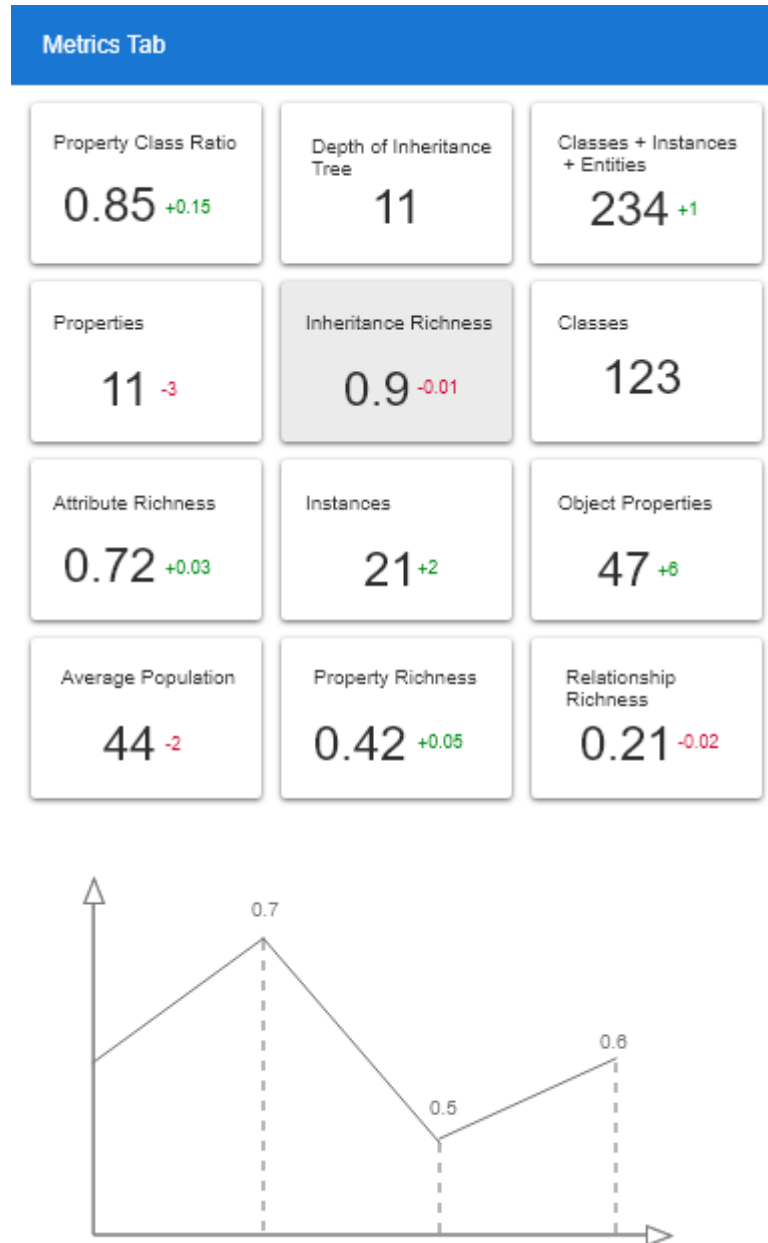 Metrics Tab
Property Class Ratio
0.85 +0.15
Depth of Inheritance
Tree
11
Classes + Instances
+ Entities
234 +1
Properties
11 -3
Inheritance Richness
0.9 -0.01
Classes
123
Attribute Richness
0.72 +0.03
Instances
21 +2
Object Properties
47 +6
Average Population
44 -2
Property Richness
0.42 +0.05
Relationship
Richness
0.21 -0.02
0.7
0.5
0.6